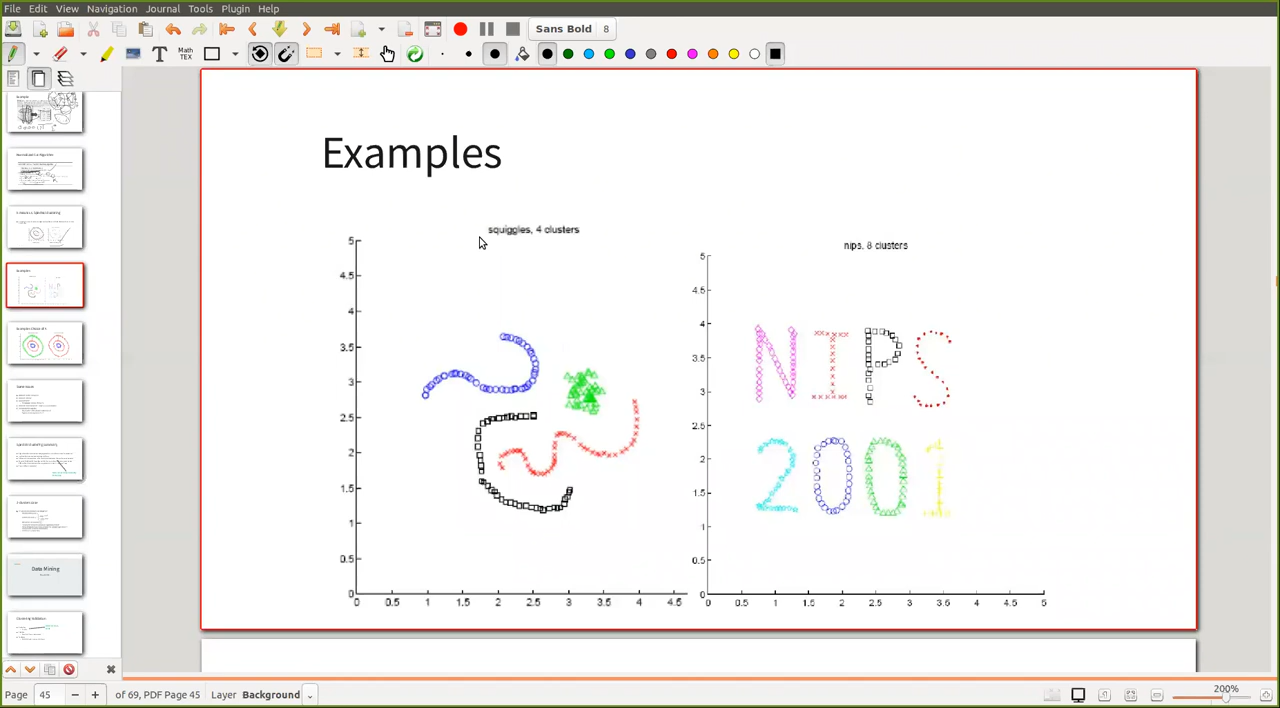 File Edit View Navigation Journal Tools Plugin Help
Sans Bold 8
Math
TEX
Examples
squiggles, 4 clusters
5
4.5
4
3.5
3
2.5
2
1.5
1
0.5
0
0 0.5 1 1.5 2 2.5 3 3.5 4 4.5
nips, 8 clusters
5
4.5
4
3.5
3
2.5
2
1.5
1
0.5
0
0 0.5 1 1.5 2 2.5 3 3.5 4 4.5 5
NIPS
2001
Data Mining
Page 45 of 69, PDF Page 45 Layer Background
200%